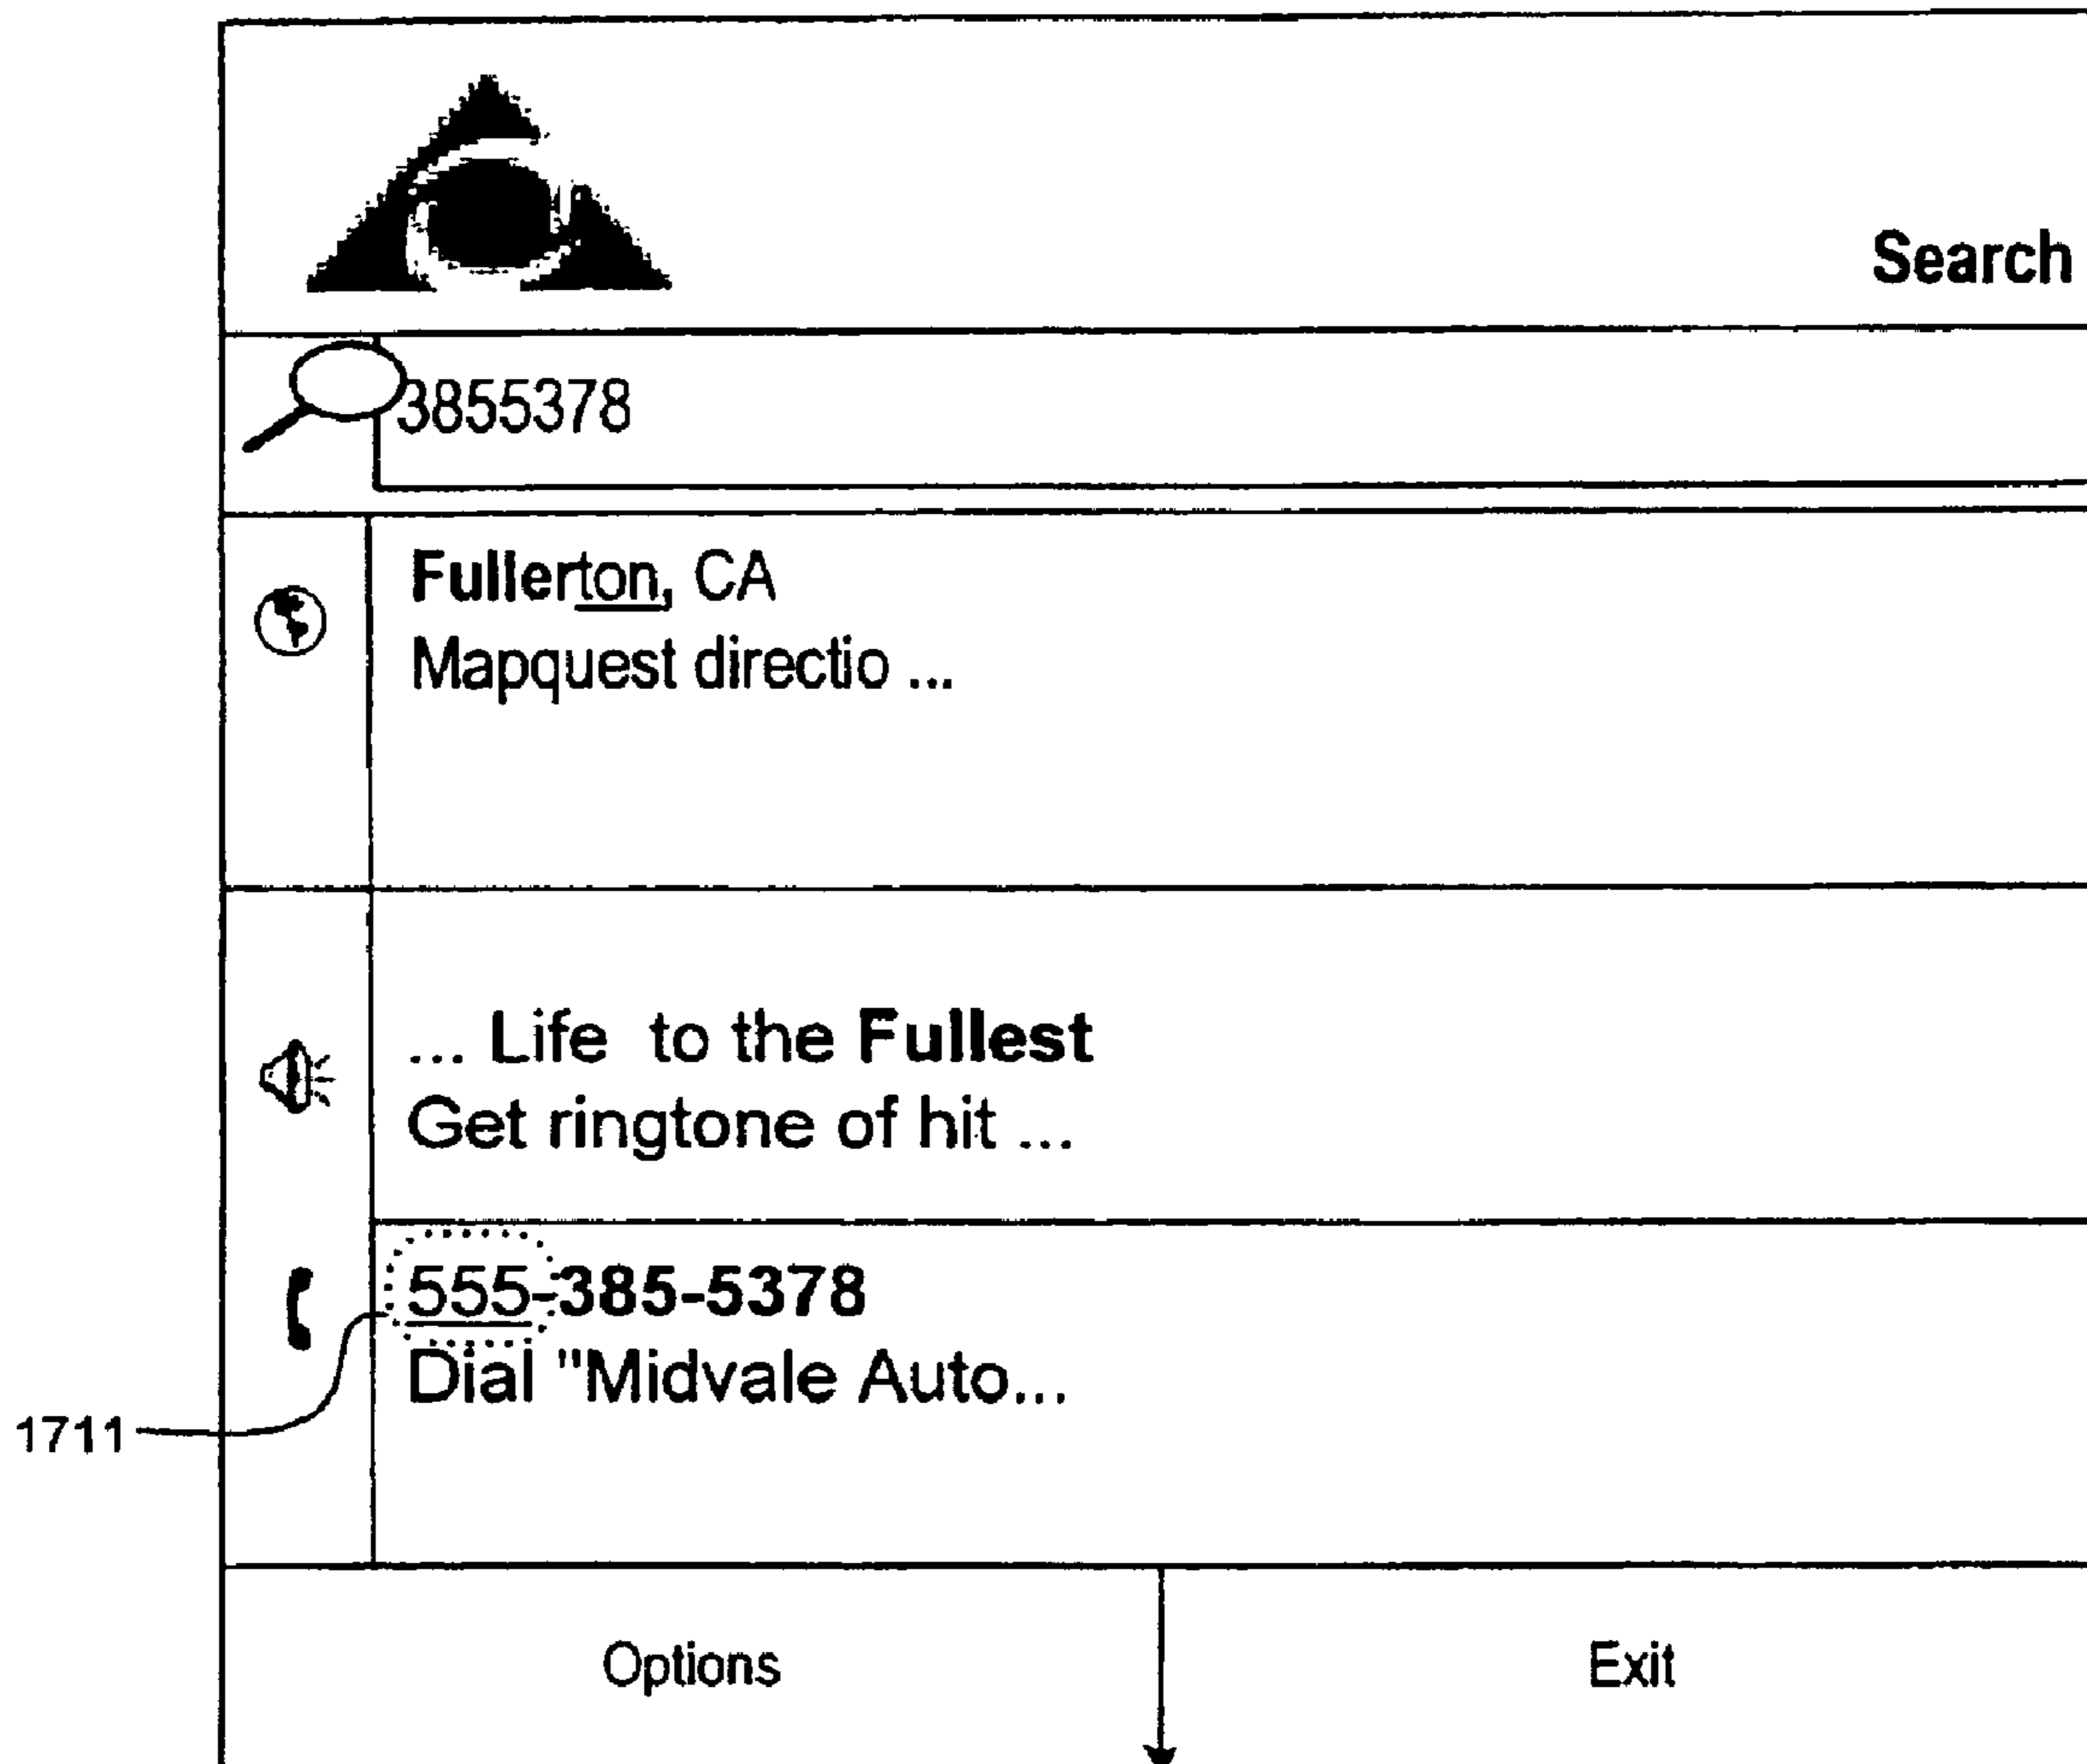 Search
3855378
Fullerton, CA
Mapquest directio ...
... Life to the Fullest
Get ringtone of hit ...
555-385-5378
Dial "Midvale Auto...
1711
Options
Exit